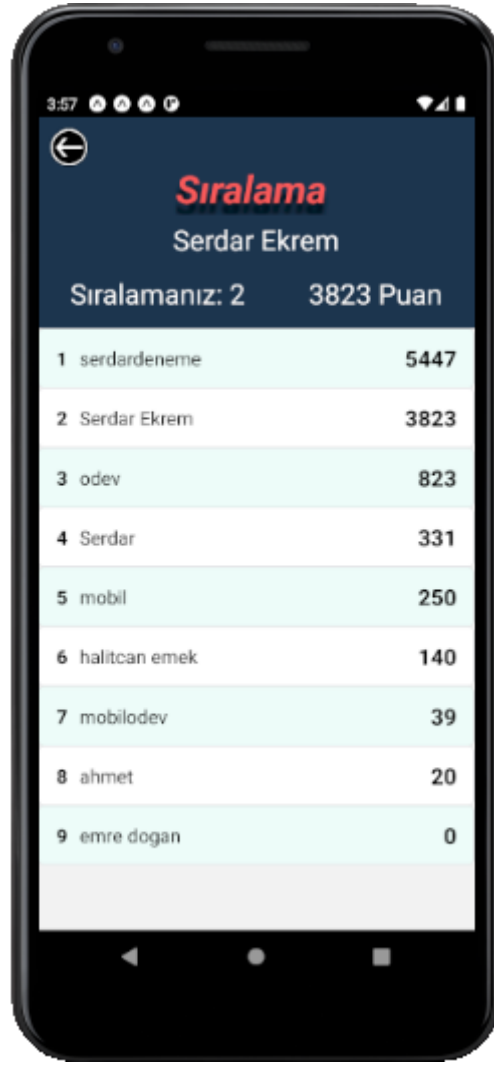 3:57
Sıralama
Serdar Ekrem
Sıralamanız: 2 3823 Puan
1 serdardeneme 5447
2 Serdar Ekrem 3823
3 odev 823
4 Serdar 331
5 mobil 250
6 halitcan emek 140
7 mobilodev 39
8 ahmet 20
9 emre dogan 0